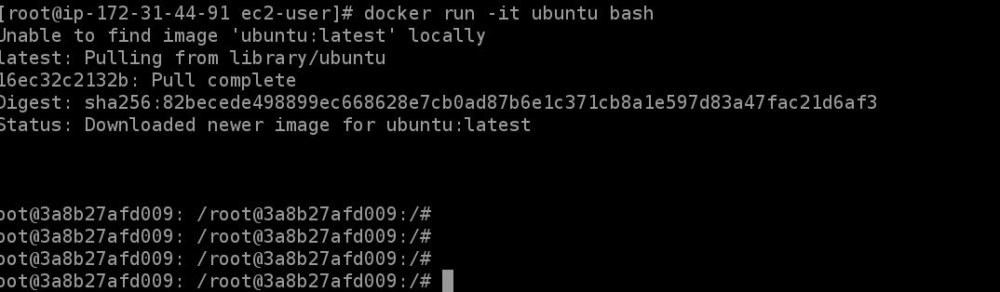 [root@ip-172-31-44-91 ec2-user]# docker run -it ubuntu bash
Unable to find image 'ubuntu:latest' locally
latest: Pulling from library/ubuntu
16ec32c2132b: Pull complete
Digest: sha256:82becede498899ec668628e7cb0ad87b6e1c371cb8a1e597d83a47fac21d6af3
Status: Downloaded newer image for ubuntu:latest
oot@3a8b27afd009: /root@3a8b27afd009:/#
oot@3a8b27afd009: /root@3a8b27afd009:/#
oot@3a8b27afd009: /root@3a8b27afd009:/#
oot@3a8b27afd009: /root@3a8b27afd009:/#